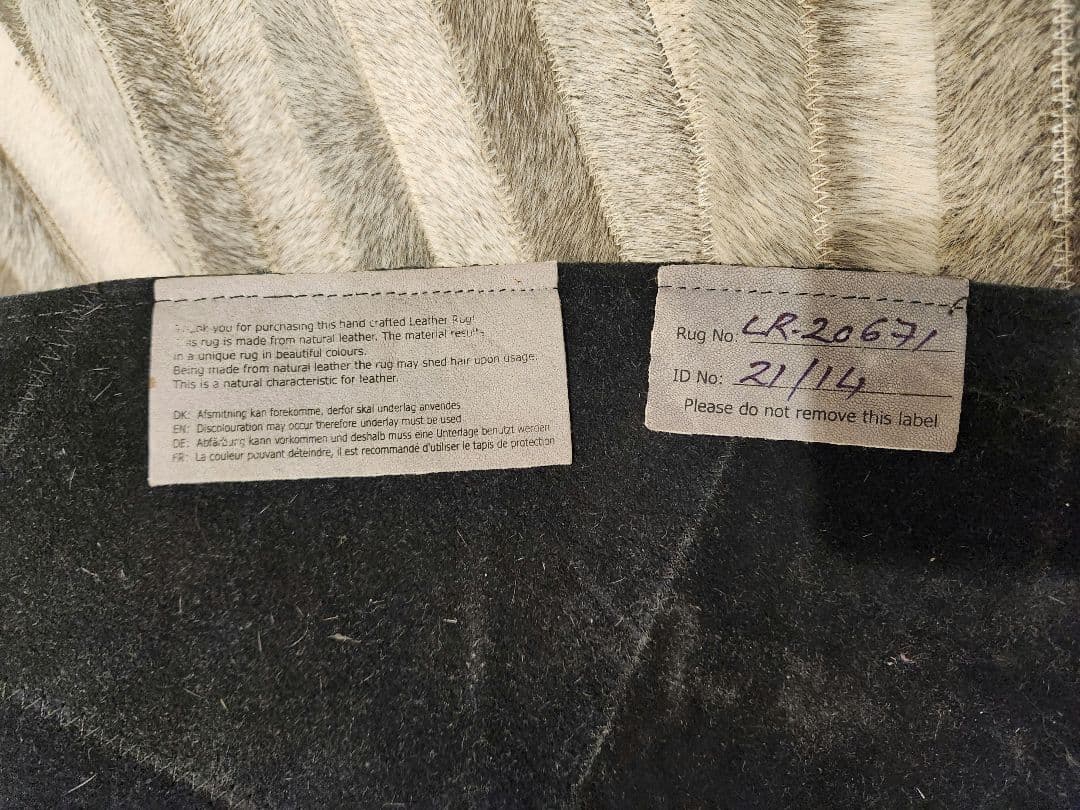 you for purchasing this hand crafted Leather Rug!
rug is made from natural leather. The material results
in a unique rug in beautiful colours.
Being made from natural leather the rug may shed hair upon usage.
This is a natural characteristic for leather.
DK: Afsmitning kan forekomme, derfor skal underlag anvendes
EN: Discolouration may occur therefore underlay must be used
DE: Abfärbung kann vorkommen und deshalb muss eine Unterlage benutzt werden
FR: La couleur pouvant déteindre, il est recommandé d'utiliser le tapis de protection
Rug No: LR-20671
ID No: 21/14
Please do not remove this label